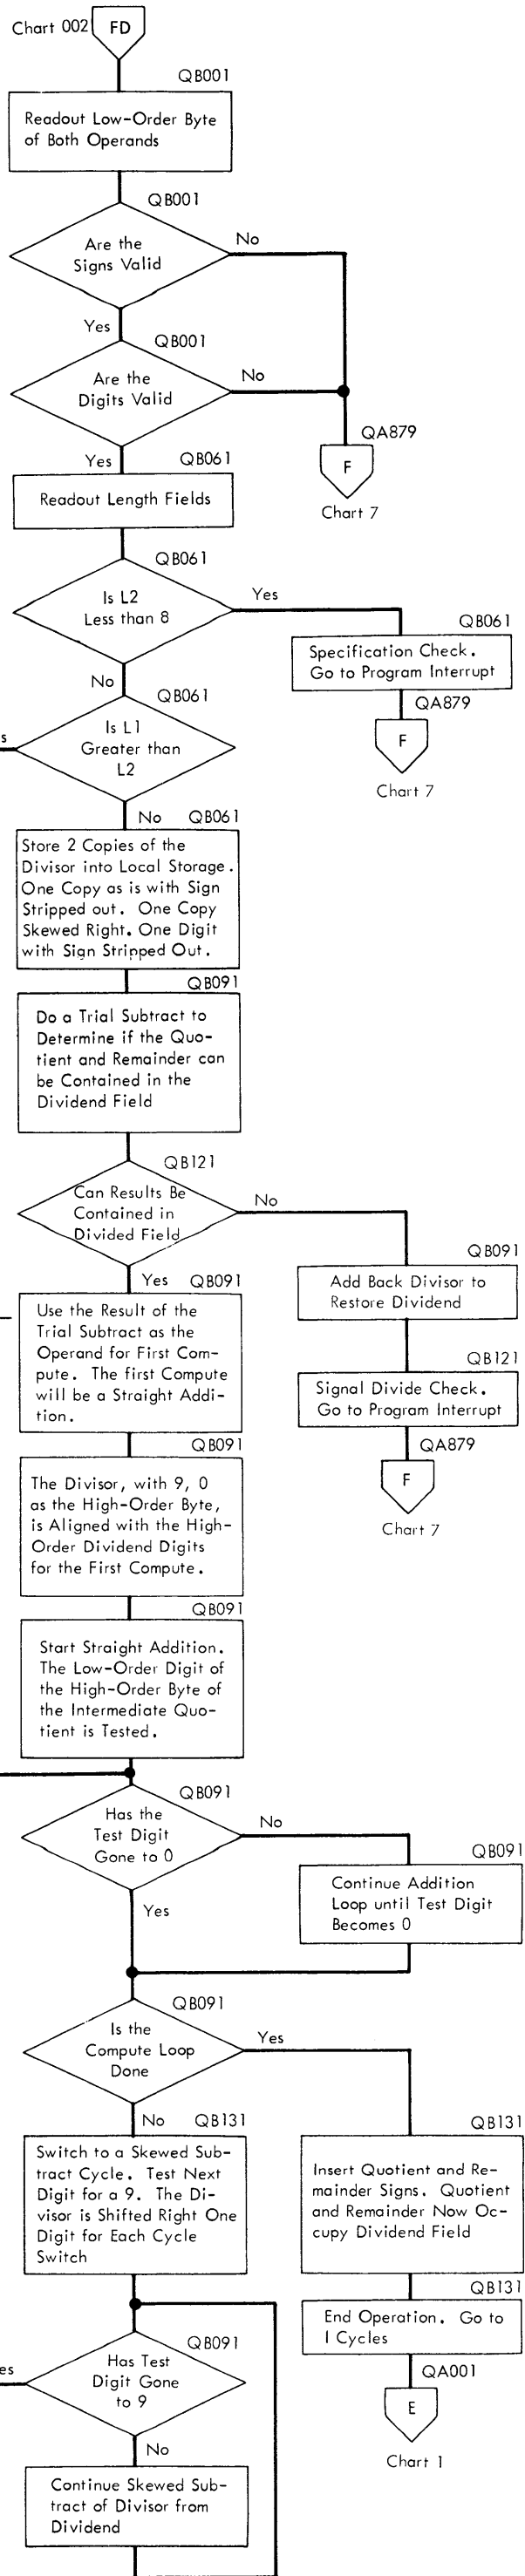 Chart 002
FD
QB001
Readout Low-Order Byte
of Both Operands
QB001
Are the
Signs Valid
No
Yes
QB001
Are the
Digits Valid
No
QA879
F
Chart 7
Yes
QB061
Readout Length Fields
QB061
Is L2
Less than 8
Yes
QB061
Specification Check.
Go to Program Interrupt
QA879
F
Chart 7
No
QB061
Is L1
Greater than
L2
s
No
QB061
Store 2 Copies of the
Divisor into Local Storage.
One Copy as is with Sign
Stripped out. One Copy
Skewed Right. One Digit
with Sign Stripped Out.
QB091
Do a Trial Subtract to
Determine if the Quo-
tient and Remainder can
be Contained in the
Dividend Field
QB121
Can Results Be
Contained in
Divided Field
No
QB091
Add Back Divisor to
Restore Dividend
QB121
Signal Divide Check.
Go to Program Interrupt
QA879
F
Chart 7
Yes
QB091
Use the Result of the
Trial Subtract as the
Operand for First Com-
pute. The first Compute
will be a Straight Addi-
tion.
QB091
The Divisor, with 9, 0
as the High-Order Byte,
is Aligned with the High-
Order Dividend Digits
for the First Compute.
QB091
Start Straight Addition.
The Low-Order Digit of
the High-Order Byte of
the Intermediate Quo-
tient is Tested.
QB091
Has the
Test Digit
Gone to 0
No
QB091
Continue Addition
Loop until Test Digit
Becomes 0
Yes
QB091
Is the
Compute Loop
Done
Yes
QB131
Insert Quotient and Re-
mainder Signs. Quotient
and Remainder Now Oc-
cupy Dividend Field
QB131
End Operation. Go to
I Cycles
QA001
E
Chart 1
No
QB131
Switch to a Skewed Sub-
tract Cycle. Test Next
Digit for a 9. The Di-
visor is Shifted Right One
Digit for Each Cycle
Switch
QB091
Has Test
Digit Gone
to 9
es
No
Continue Skewed Sub-
tract of Divisor from
Dividend